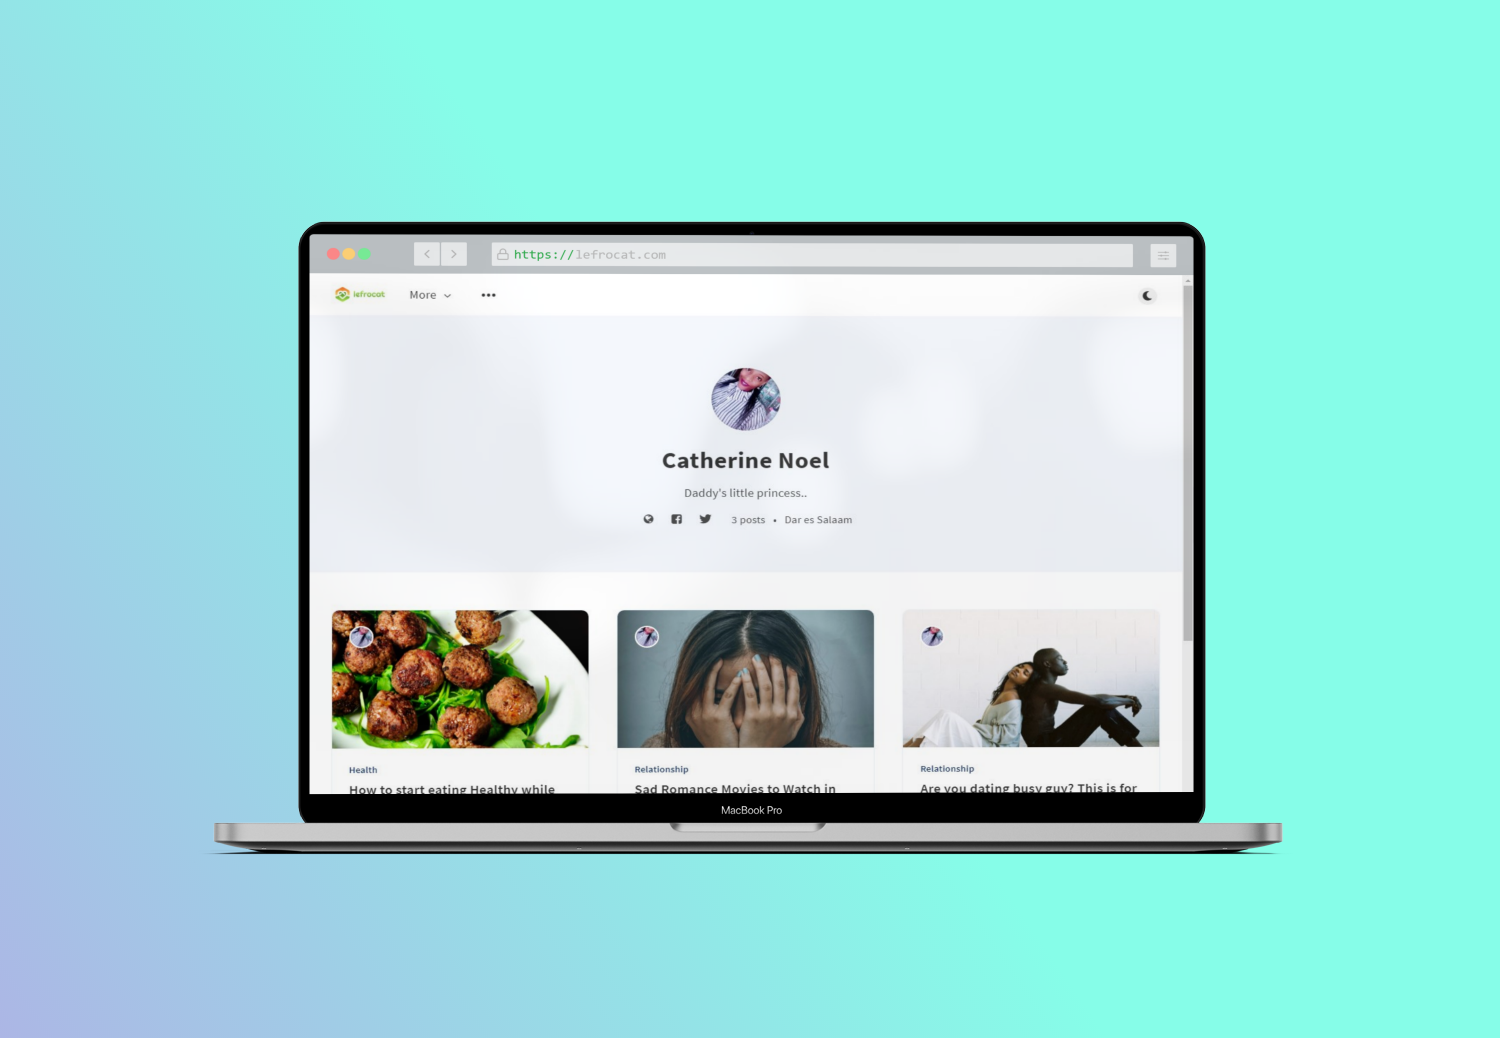 https://lefrocat.com
lefrocat
More
Catherine Noel
Daddy's little princess..
3 posts • Dar es Salaam
Health
How to start eating Healthy while
Relationship
Sad Romance Movies to Watch in
Relationship
Are you dating busy guy? This is for
MacBook Pro